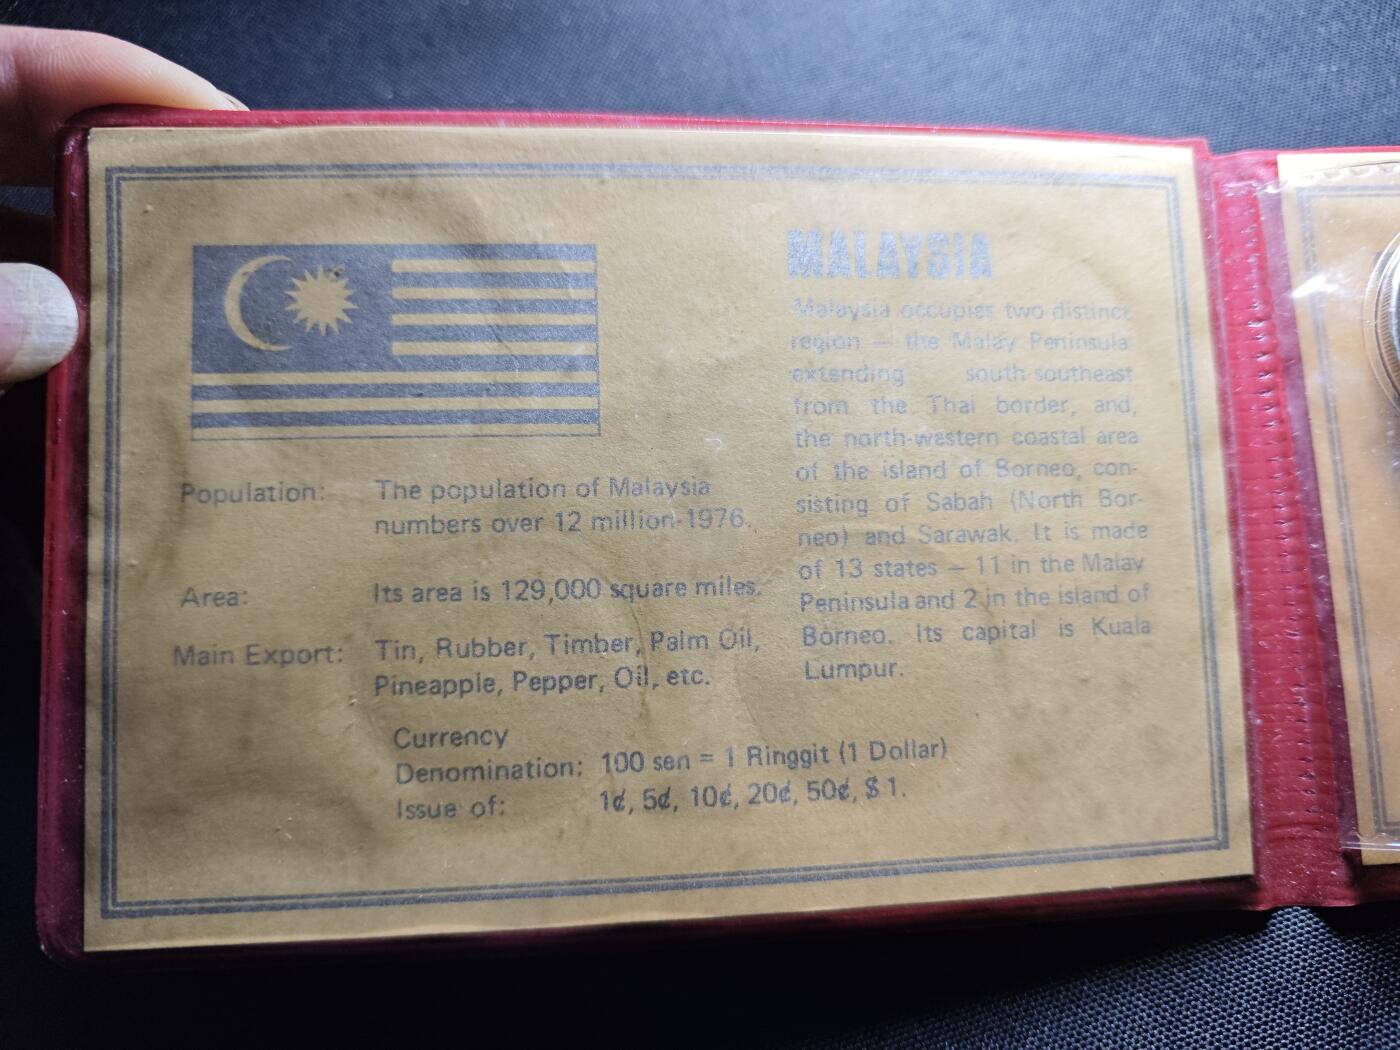 Population: The population of Malaysia
numbers over 12 million-1976.
Area: Its area is 129,000 square miles.
Main Export: Tin, Rubber, Timber, Palm Oil,
Pineapple, Pepper, Oil, etc.
Currency
Denomination: 100 sen = 1 Ringgit (1 Dollar)
Issue of: 1¢, 5¢, 10¢, 20¢, 50¢, $1.
MALAYSIA
Malaysia occupies two distinct
region — the Malay Peninsula
extending south-southeast
from the Thai border, and,
the north-western coastal area
of the island of Borneo, con-
sisting of Sabah (North Bor-
neo) and Sarawak. It is made
of 13 states — 11 in the Malay
Peninsula and 2 in the island of
Borneo. Its capital is Kuala
Lumpur.